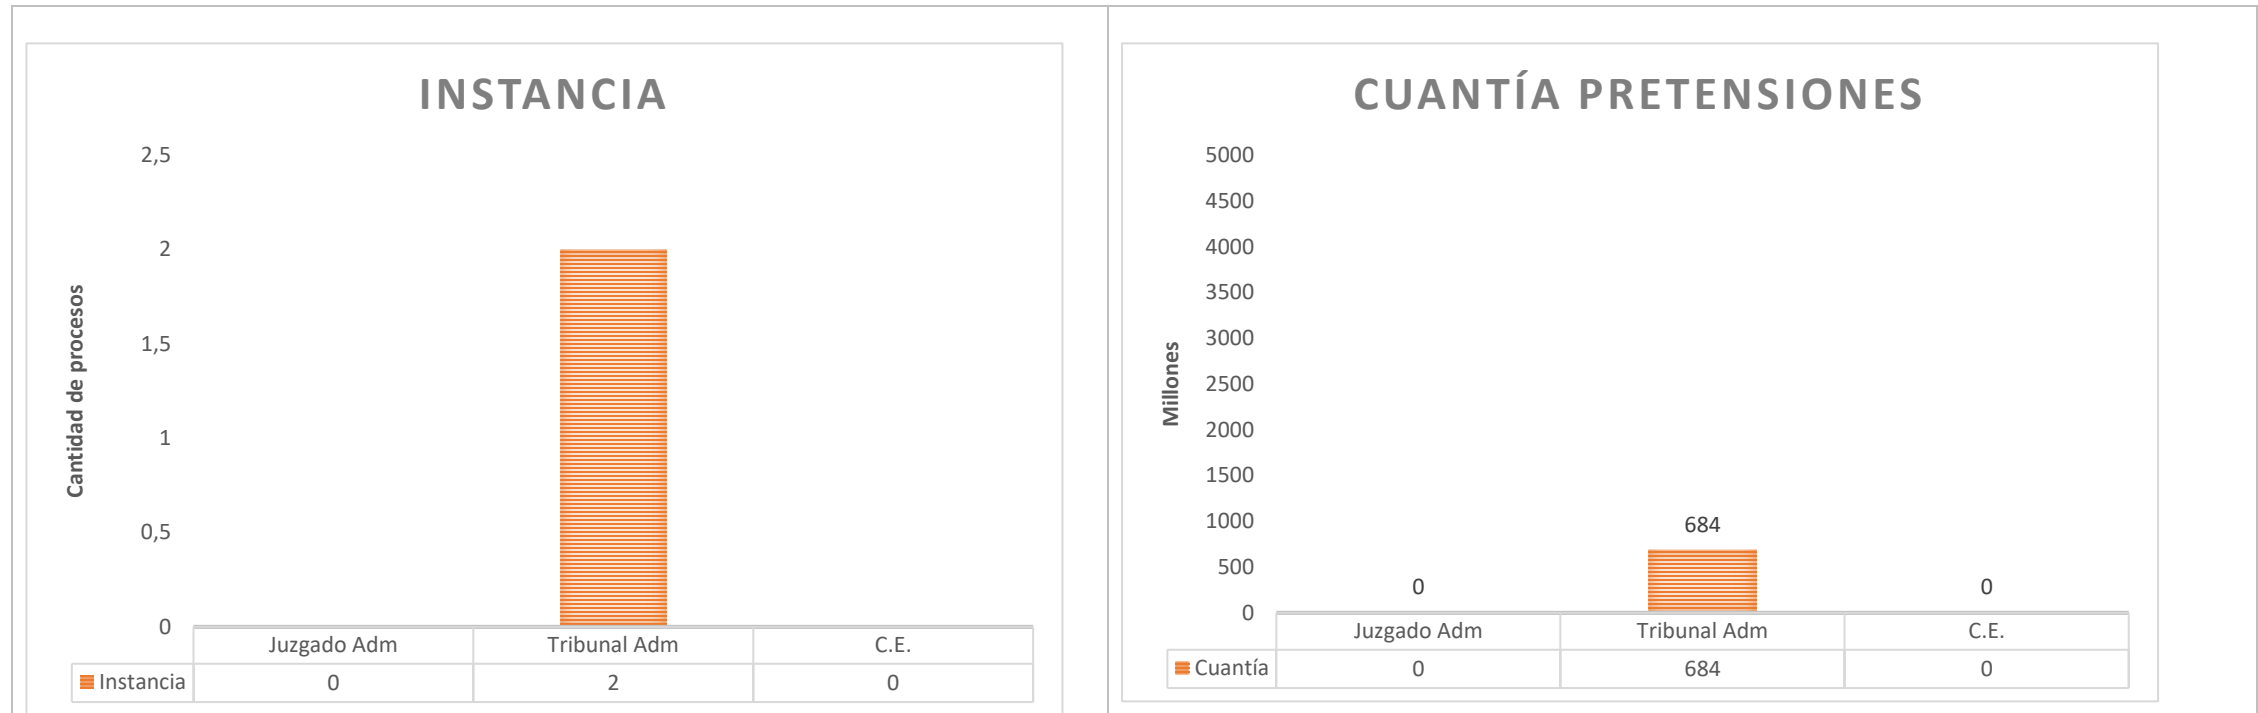 INSTANCIA
Cantidad de procesos
2,5
2
1,5
1
0,5
0
Juzgado Adm Tribunal Adm C.E.
Instancia 0 2 0
CUANTÍA PRETENSIONES
Millones
5000
4500
4000
3500
3000
2500
2000
1500
1000
500
0
0 684 0
Juzgado Adm Tribunal Adm C.E.
Cuantía 0 684 0